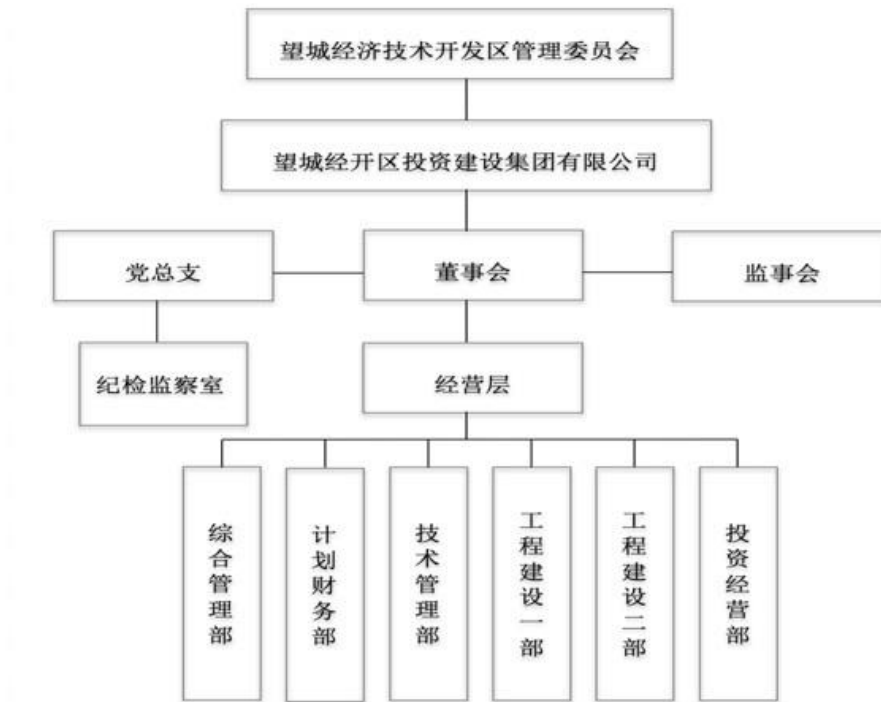 望城经济技术开发区管理委员会
望城经开区投资建设集团有限公司
党总支
董事会
监事会
纪检监察室
经营层
综合管理部
计划财务部
技术管理部
工程建设一部
工程建设二部
投资经营部